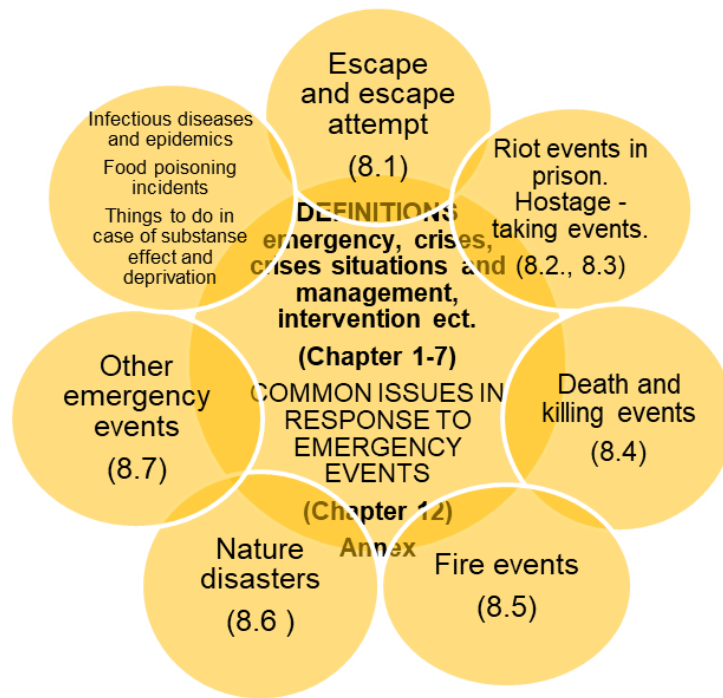 Escape
and escape
attempt
(8.1)
Riot events in
prison.
Hostage -
taking events.
(8.2., 8.3)
Death and
killing events
(8.4)
Fire events
(8.5)
Nature
disasters
(8.6 )
Other
emergency
events
(8.7)
Infectious diseases
and epidemics
Food poisoning
incidents
Things to do in
case of substanse
effect and
deprivation
DEFINITIONS
emergency, crises,
crises situations and
management,
intervention ect.
(Chapter 1-7)
COMMON ISSUES IN
RESPONSE TO
EMERGENCY
EVENTS
(Chapter 12)
Annex